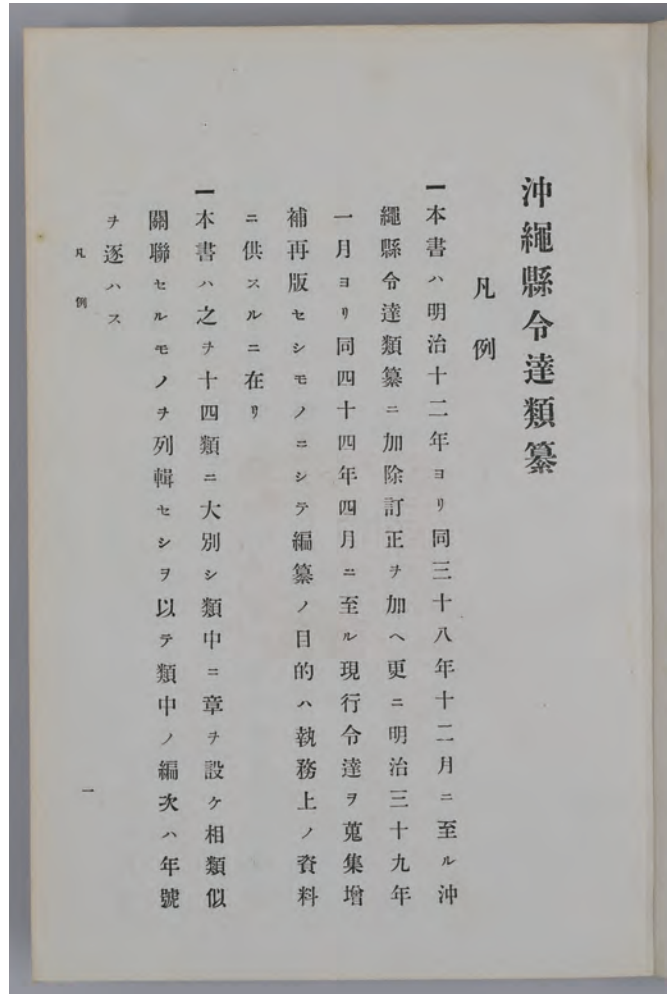 沖繩縣令達類纂
凡例
一本書ハ明治十二年ヨリ同三十八年十二月ニ至ル沖
繩縣令達類纂ニ加除訂正ヲ加ヘ更ニ明治三十九年
一月ヨリ同四十四年四月ニ至ル現行令達ヲ蒐集增
補再版セシモノニシテ編纂ノ目的ハ執務上ノ資料
ニ供スルニ在リ
一本書ハ之ヲ十四類ニ大別シ類中ニ章ヲ設ケ相類似
關聯セルモノヲ列輯セシヲ以テ類中ノ編次ハ年號
ヲ逐ハス
凡例
一